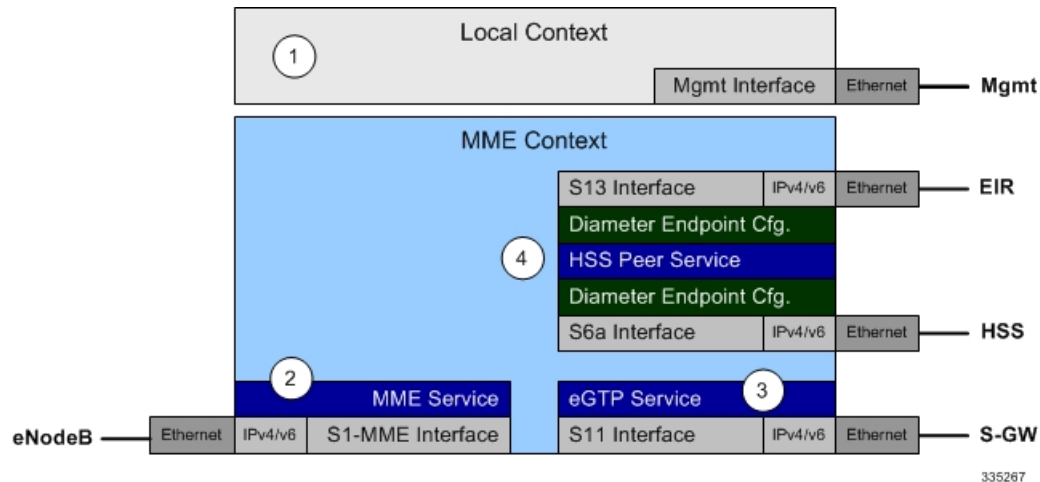 Local Context
1
Mgmt Interface Ethernet Mgmt
MME Context
S13 Interface IPv4/v6 Ethernet EIR
Diameter Endpoint Cfg.
4 HSS Peer Service
Diameter Endpoint Cfg.
S6a Interface IPv4/v6 Ethernet HSS
2 3
MME Service eGTP Service
eNodeB Ethernet IPv4/v6 S1-MME Interface S11 Interface IPv4/v6 Ethernet S-GW
335267